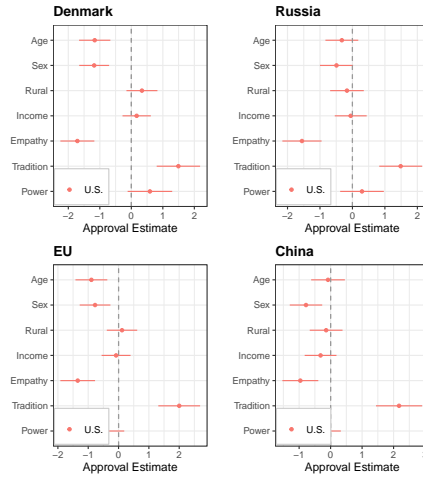 Denmark
Age
Sex
Rural
Income
Empathy
Tradition
Power
U.S.
−2 −1 0 1 2
Approval Estimate
Russia
Age
Sex
Rural
Income
Empathy
Tradition
Power
U.S.
−2 −1 0 1 2
Approval Estimate
EU
Age
Sex
Rural
Income
Empathy
Tradition
Power
U.S.
−2 −1 0 1 2
Approval Estimate
China
Age
Sex
Rural
Income
Empathy
Tradition
Power
U.S.
−1 0 1 2
Approval Estimate